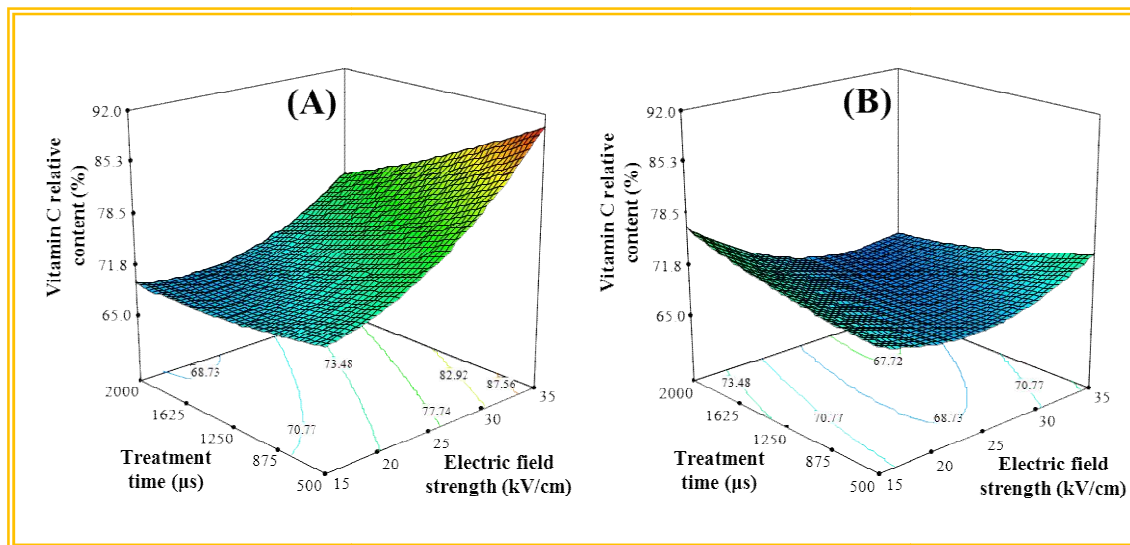 (A)
92.0
85.3
78.5
71.8
65.0
Vitamin C relative
content (%)
68.73
70.77
73.48
77.74
82.92
87.56
2000
1625
1250
875
500
Treatment
time (µs)
15
20
25
30
35
Electric field
strength (kV/cm)
(B)
92.0
85.3
78.5
71.8
65.0
Vitamin C relative
content (%)
73.48
70.77
67.72
68.73
70.77
2000
1625
1250
875
500
Treatment
time (µs)
15
20
25
30
35
Electric field
strength (kV/cm)